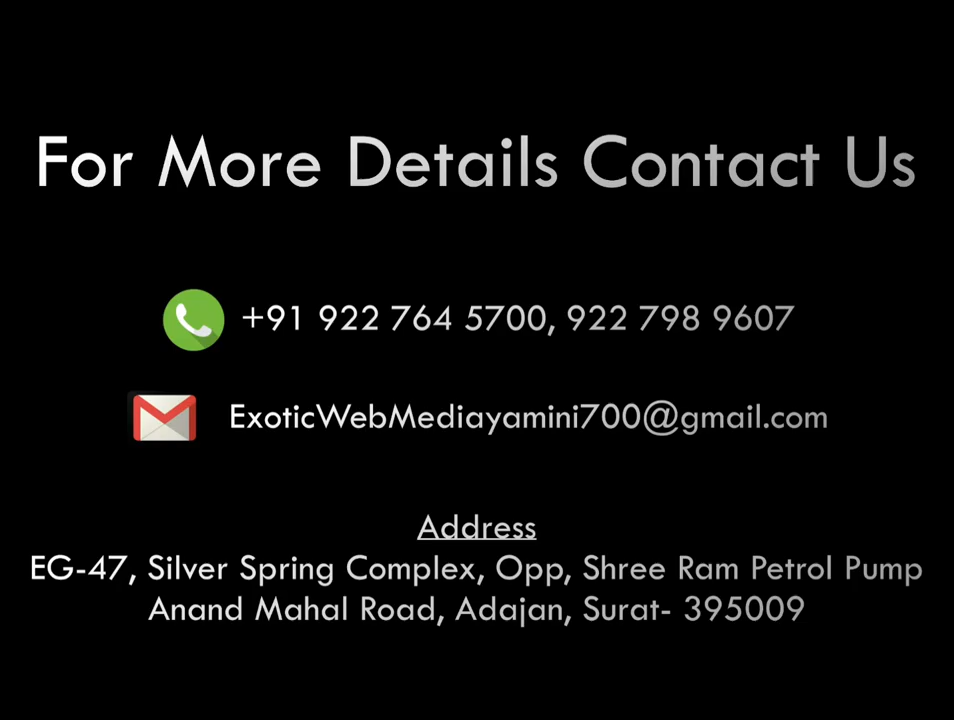 For More Details Contact Us
+91 922 764 5700, 922 798 9607
ExoticWebMediayamini700@gmail.com
Address
EG-47, Silver Spring Complex, Opp, Shree Ram Petrol Pump
Anand Mahal Road, Adajan, Surat- 395009